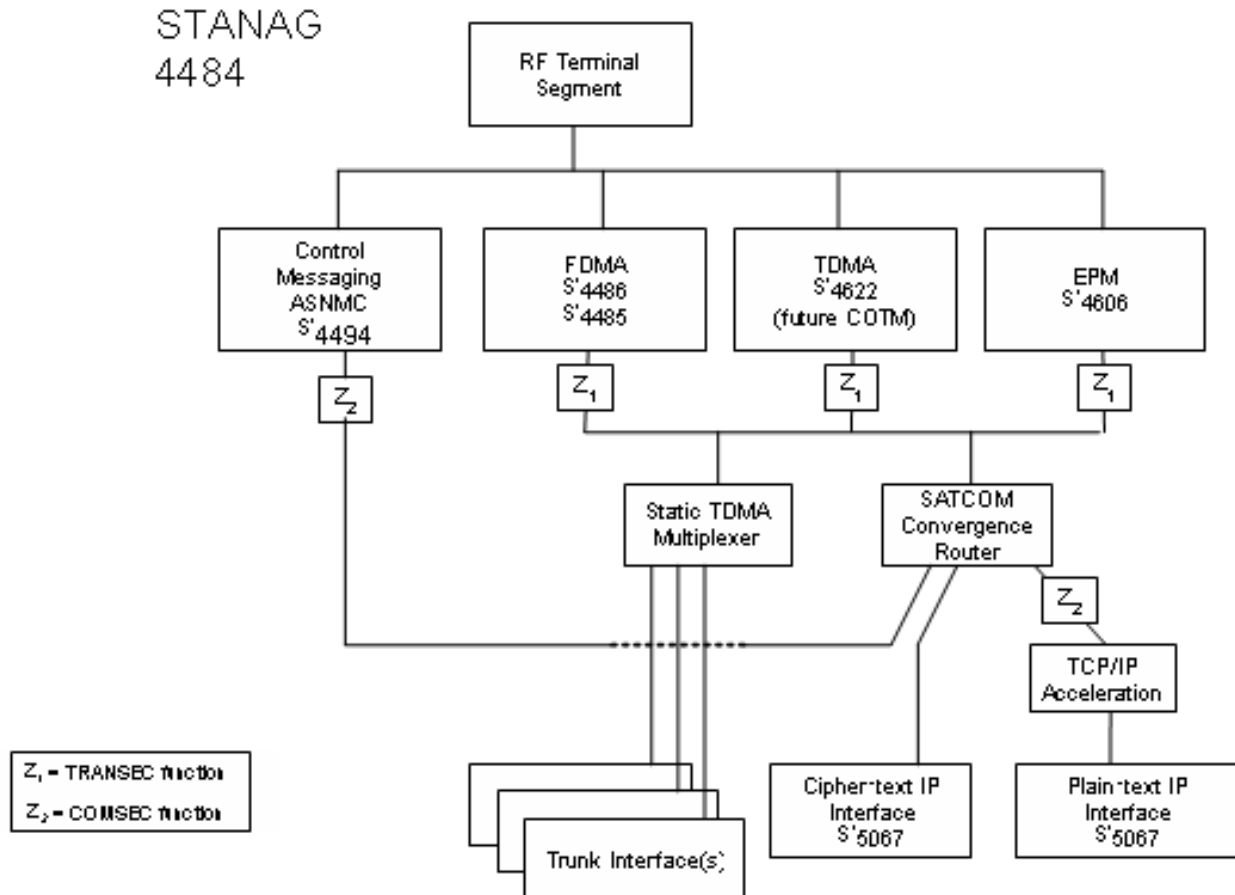 STANAG
4484
RF Terminal
Segment
Control
Messaging
ASNMC
S'4494
FDMA
S'4486
S'4485
TDMA
S'4622
(future COTM)
EPM
S'4606
Z2
Z1
Z1
Z1
Static TDMA
Multiplexer
SATCOM
Convergence
Router
Z2
TCP/IP
Acceleration
Z1 = TRANSEC function
Z2 = COMSEC function
Trunk Interface(s)
Cipher-text IP
Interface
S'5067
Plain-text IP
Interface
S'5067